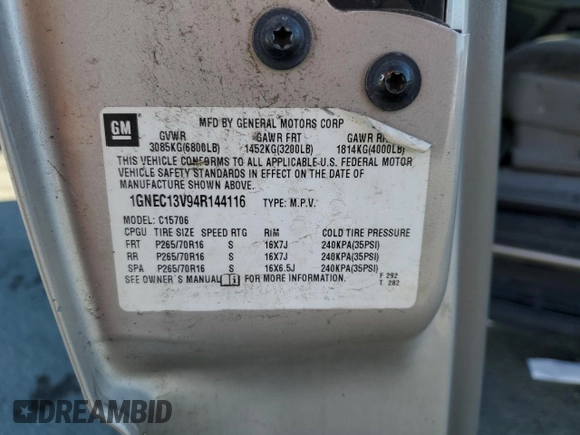 GM
MFD BY GENERAL MOTORS CORP
GVWR GAWR FRT GAWR
3085KG(6800LB) 1452KG(3200LB) 1814KG(4000LB)
THIS VEHICLE CONFORMS TO ALL APPLICABLE U.S. FEDERAL MOTOR
VEHICLE SAFETY STANDARDS IN EFFECT ON THE DATE OF
MANUFACTURE SHOWN ABOVE.
1GNEC13V94R144116 TYPE: M.P.V.
MODEL: C15706
CPGU TIRE SIZE SPEED RTG RIM COLD TIRE PRESSURE
FRT P265/70R16 S 16X7J 240KPA(35PSI)
RR P265/70R16 S 16X7J 240KPA(35PSI)
SPA P265/70R16 S 16X6.5J 240KPA(35PSI)
SEE OWNER'S MANUAL FOR MORE INFORMATION.
F 292
T 282
DREAMBID